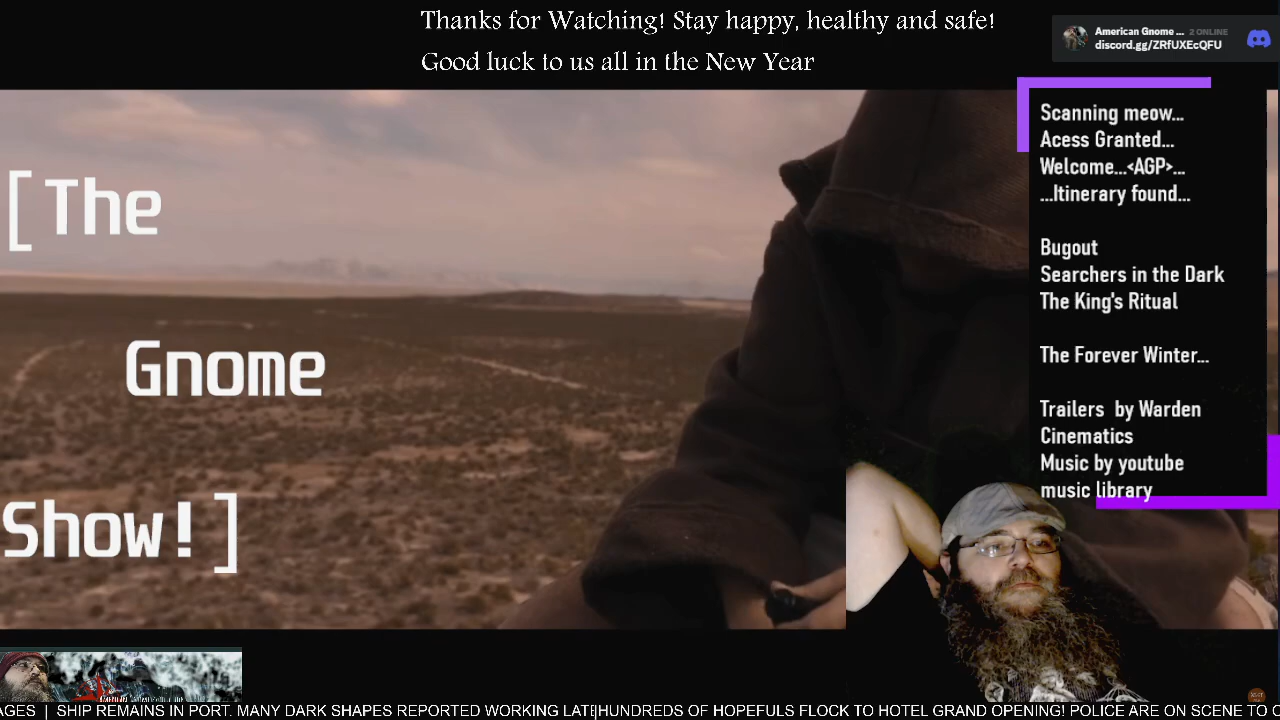 Thanks for Watching! Stay happy, healthy and safe!
Good luck to us all in the New Year
American Gnome ... 2 ONLINE
discord.gg/ZRfUXEcQFU
[The
Gnome
Show!]
Scanning meow...
Acess Granted...
Welcome...<AGP>...
...Itinerary found...
Bugout
Searchers in the Dark
The King's Ritual
The Forever Winter...
Trailers by Warden
Cinematics
Music by youtube
music library
AGES | SHIP REMAINS IN PORT. MANY DARK SHAPES REPORTED WORKING LATE|HUNDREDS OF HOPEFULS FLOCK TO HOTEL GRAND OPENING! POLICE ARE ON SCENE TO C